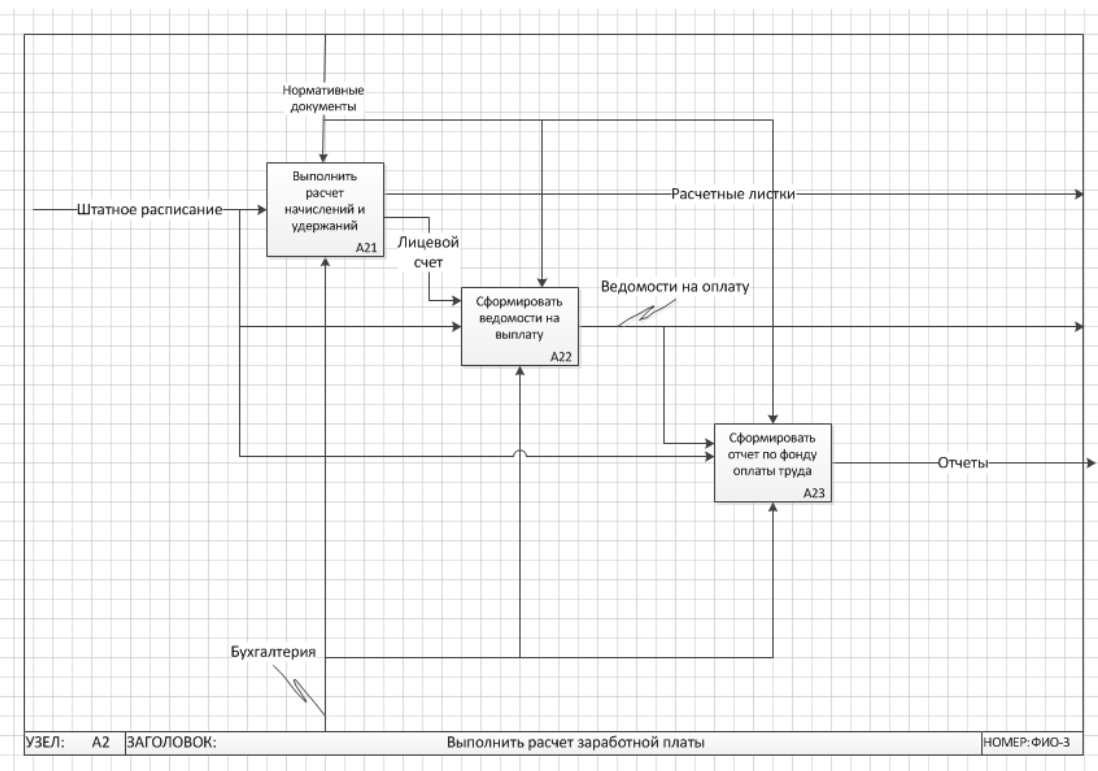 Нормативные
документы
Выполнить
расчет
начислений и
удержаний
A21
Штатное расписание
Расчетные листки
Лицевой
счет
Сформировать
ведомости на
выплату
A22
Ведомости на оплату
Сформировать
отчет по фонду
оплаты труда
A23
Отчеты
Бухгалтерия
УЗЕЛ: A2 ЗАГОЛОВОК: Выполнить расчет заработной платы НОМЕР:ФИО-3